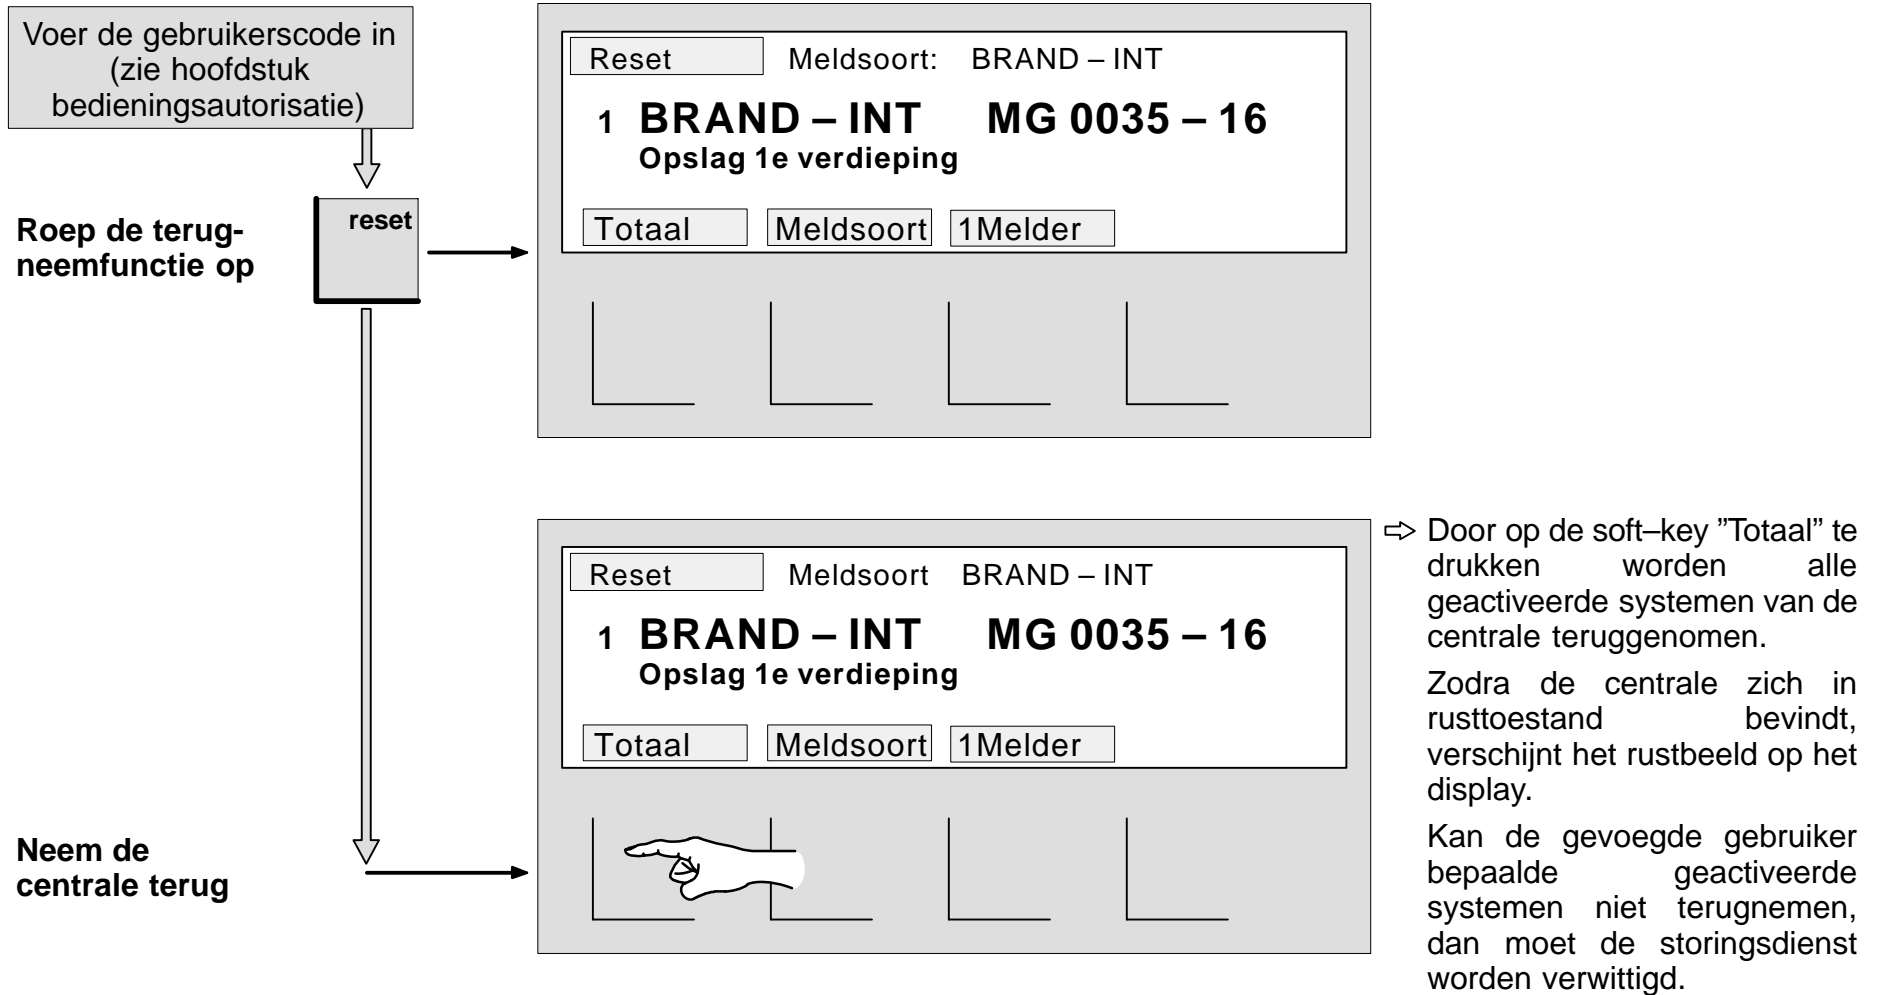 Voer de gebruikerscode in
(zie hoofdstuk
bedieningsautorisatie)
Roep de terug-
neemfunctie op
reset
Reset Meldsoort: BRAND – INT
1 BRAND – INT MG 0035 – 16
Opslag 1e verdieping
Totaal Meldsoort 1Melder
Neem de
centrale terug
Reset Meldsoort BRAND – INT
1 BRAND – INT MG 0035 – 16
Opslag 1e verdieping
Totaal Meldsoort 1Melder
⇨ Door op de soft–key ”Totaal” te
drukken worden alle
geactiveerde systemen van de
centrale teruggenomen.
Zodra de centrale zich in
rusttoestand bevindt,
verschijnt het rustbeeld op het
display.
Kan de gevoegde gebruiker
bepaalde geactiveerde
systemen niet terugnemen,
dan moet de storingsdienst
worden verwittigd.